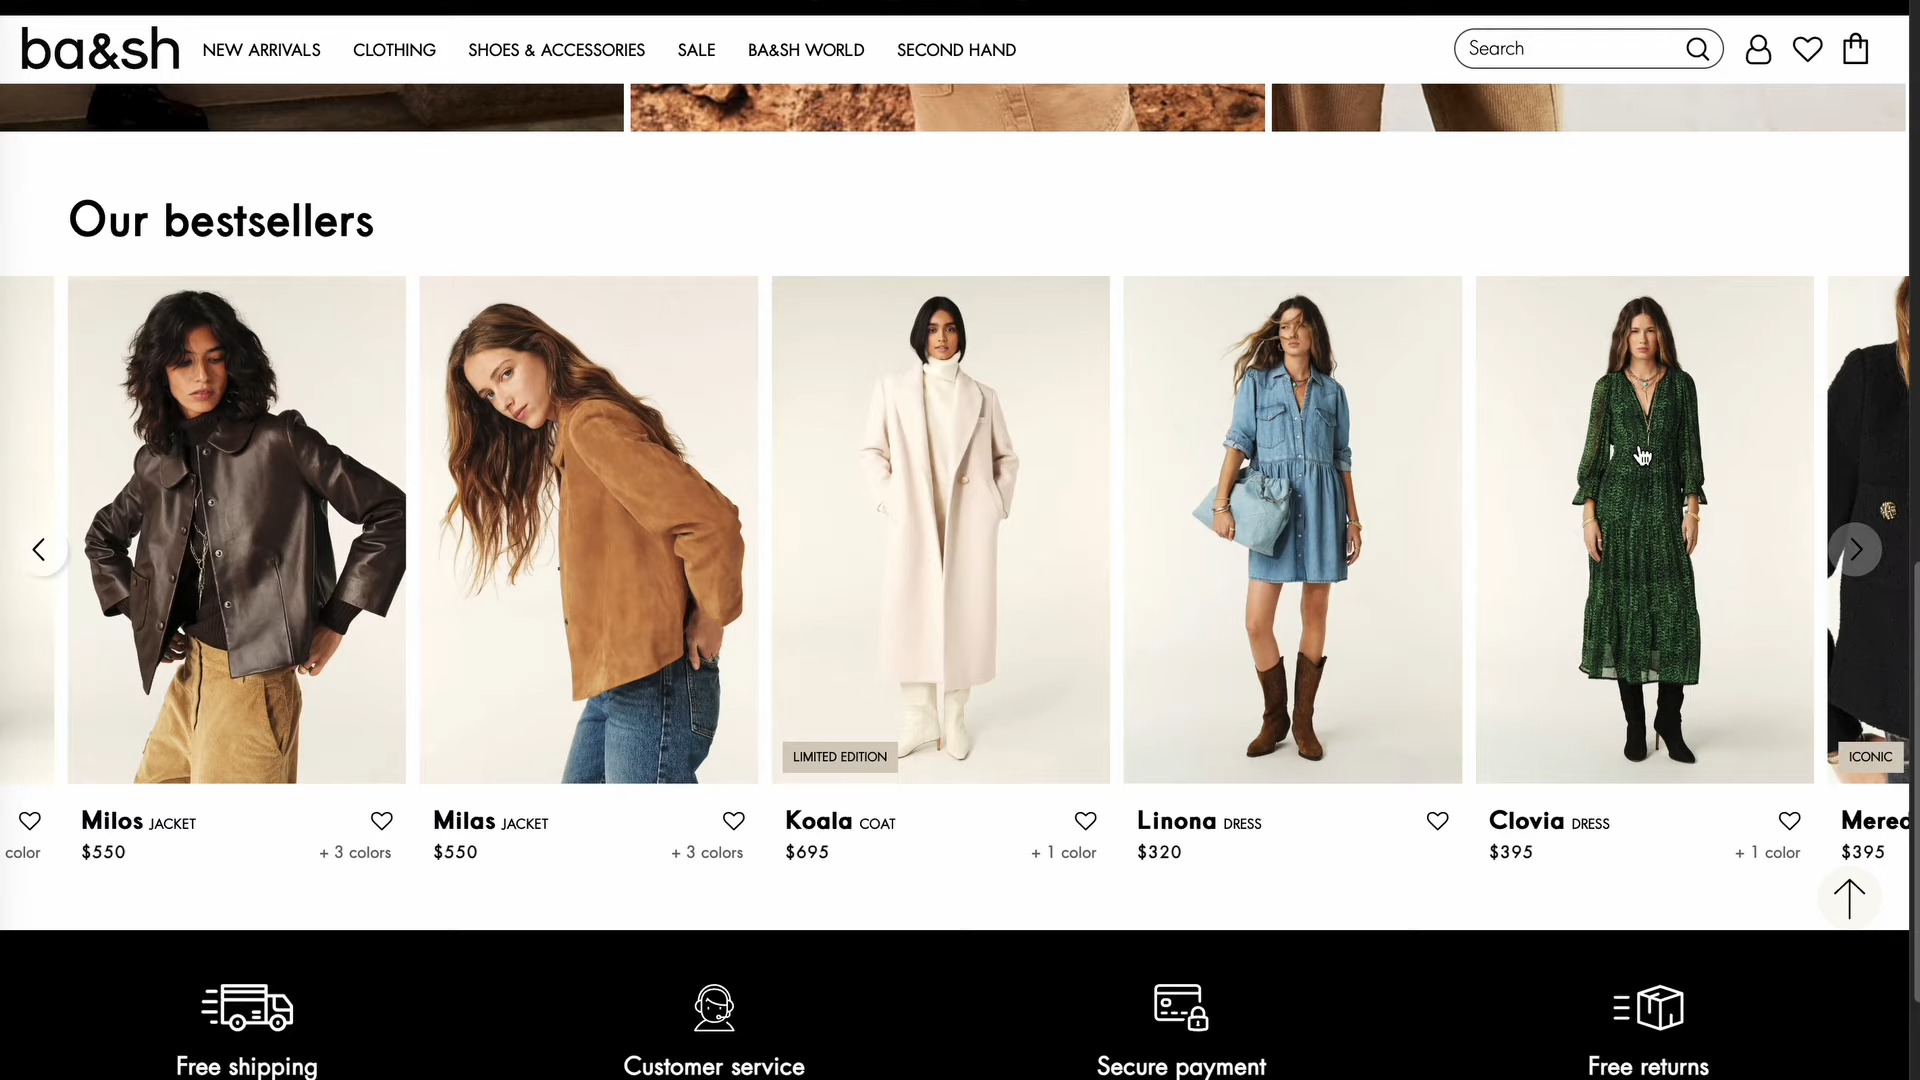 ba&sh NEW ARRIVALS CLOTHING SHOES & ACCESSORIES SALE BA&SH WORLD SECOND HAND Search
Our bestsellers
LIMITED EDITION
ICONIC
color
Milos JACKET
$550 + 3 colors
Milas JACKET
$550 + 3 colors
Koala COAT
$695 + 1 color
Linona DRESS
$320
Clovia DRESS
$395 + 1 color
Mered
$395
Free shipping
Customer service
Secure payment
Free returns